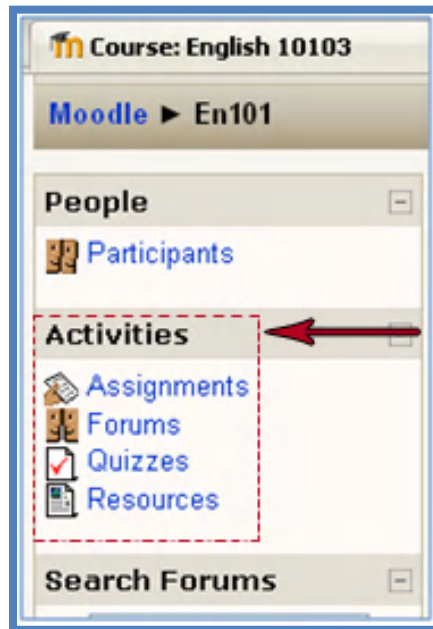 Course: English 10103
Moodle ► En101
People
Participants
Activities
Assignments
Forums
Quizzes
Resources
Search Forums